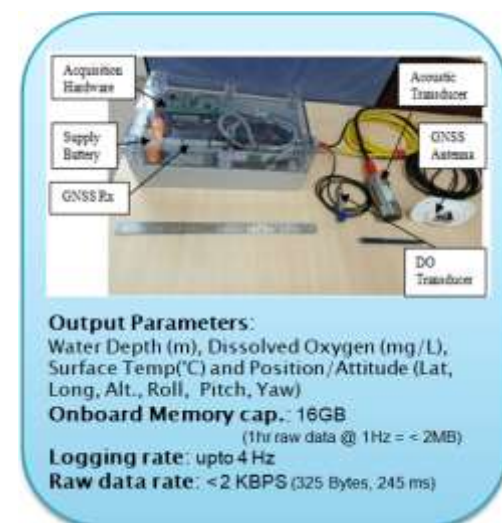 Acquisition
Hardware
Acoustic
Transducer
Supply
Battery
GNSS
Antenna
GNSS Rx
DO
Transducer
Output Parameters:
Water Depth (m), Dissolved Oxygen (mg/L),
Surface Temp(°C) and Position/Attitude (Lat,
Long, Alt., Roll, Pitch, Yaw)
Onboard Memory cap.: 16GB
(1hr raw data @ 1Hz = < 2MB)
Logging rate: upto 4 Hz
Raw data rate: <2 KBPS (325 Bytes, 245 ms)